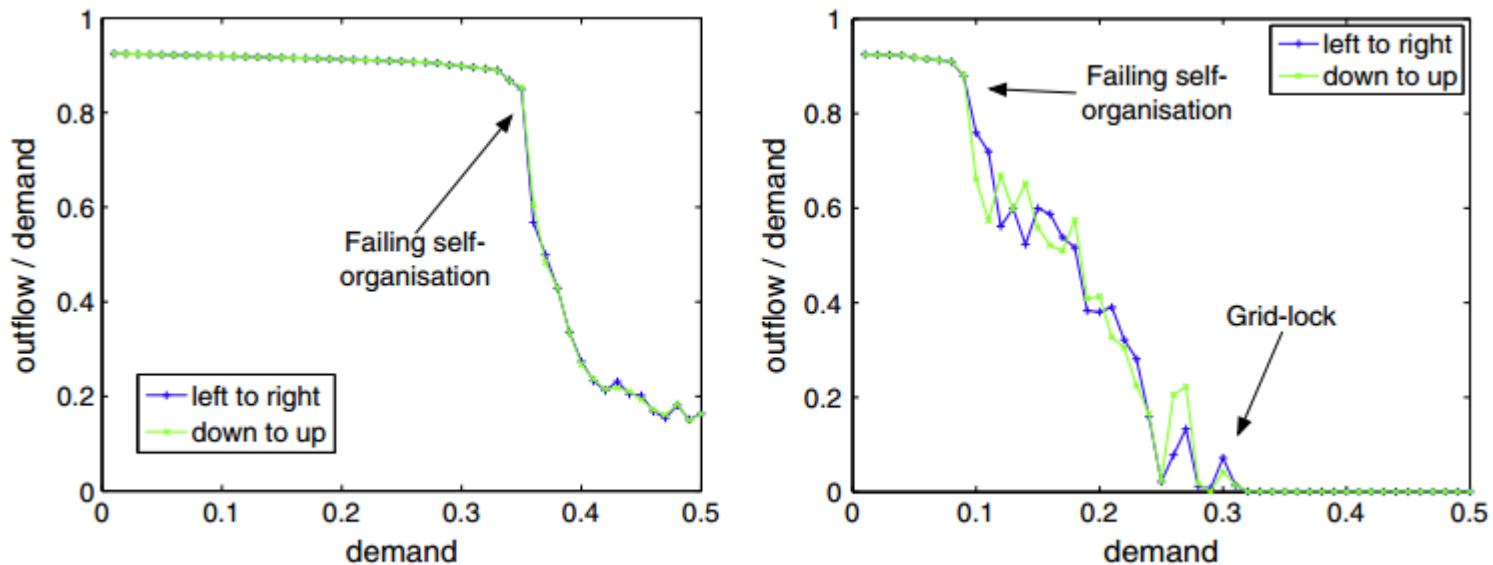 1
0.8
0.6
0.4
0.2
0
outflow / demand
Failing self-
organisation
left to right
down to up
0
0.1
0.2
0.3
0.4
0.5
demand
1
0.8
0.6
0.4
0.2
0
outflow / demand
left to right
down to up
Failing self-
organisation
Grid-lock
0
0.1
0.2
0.3
0.4
0.5
demand